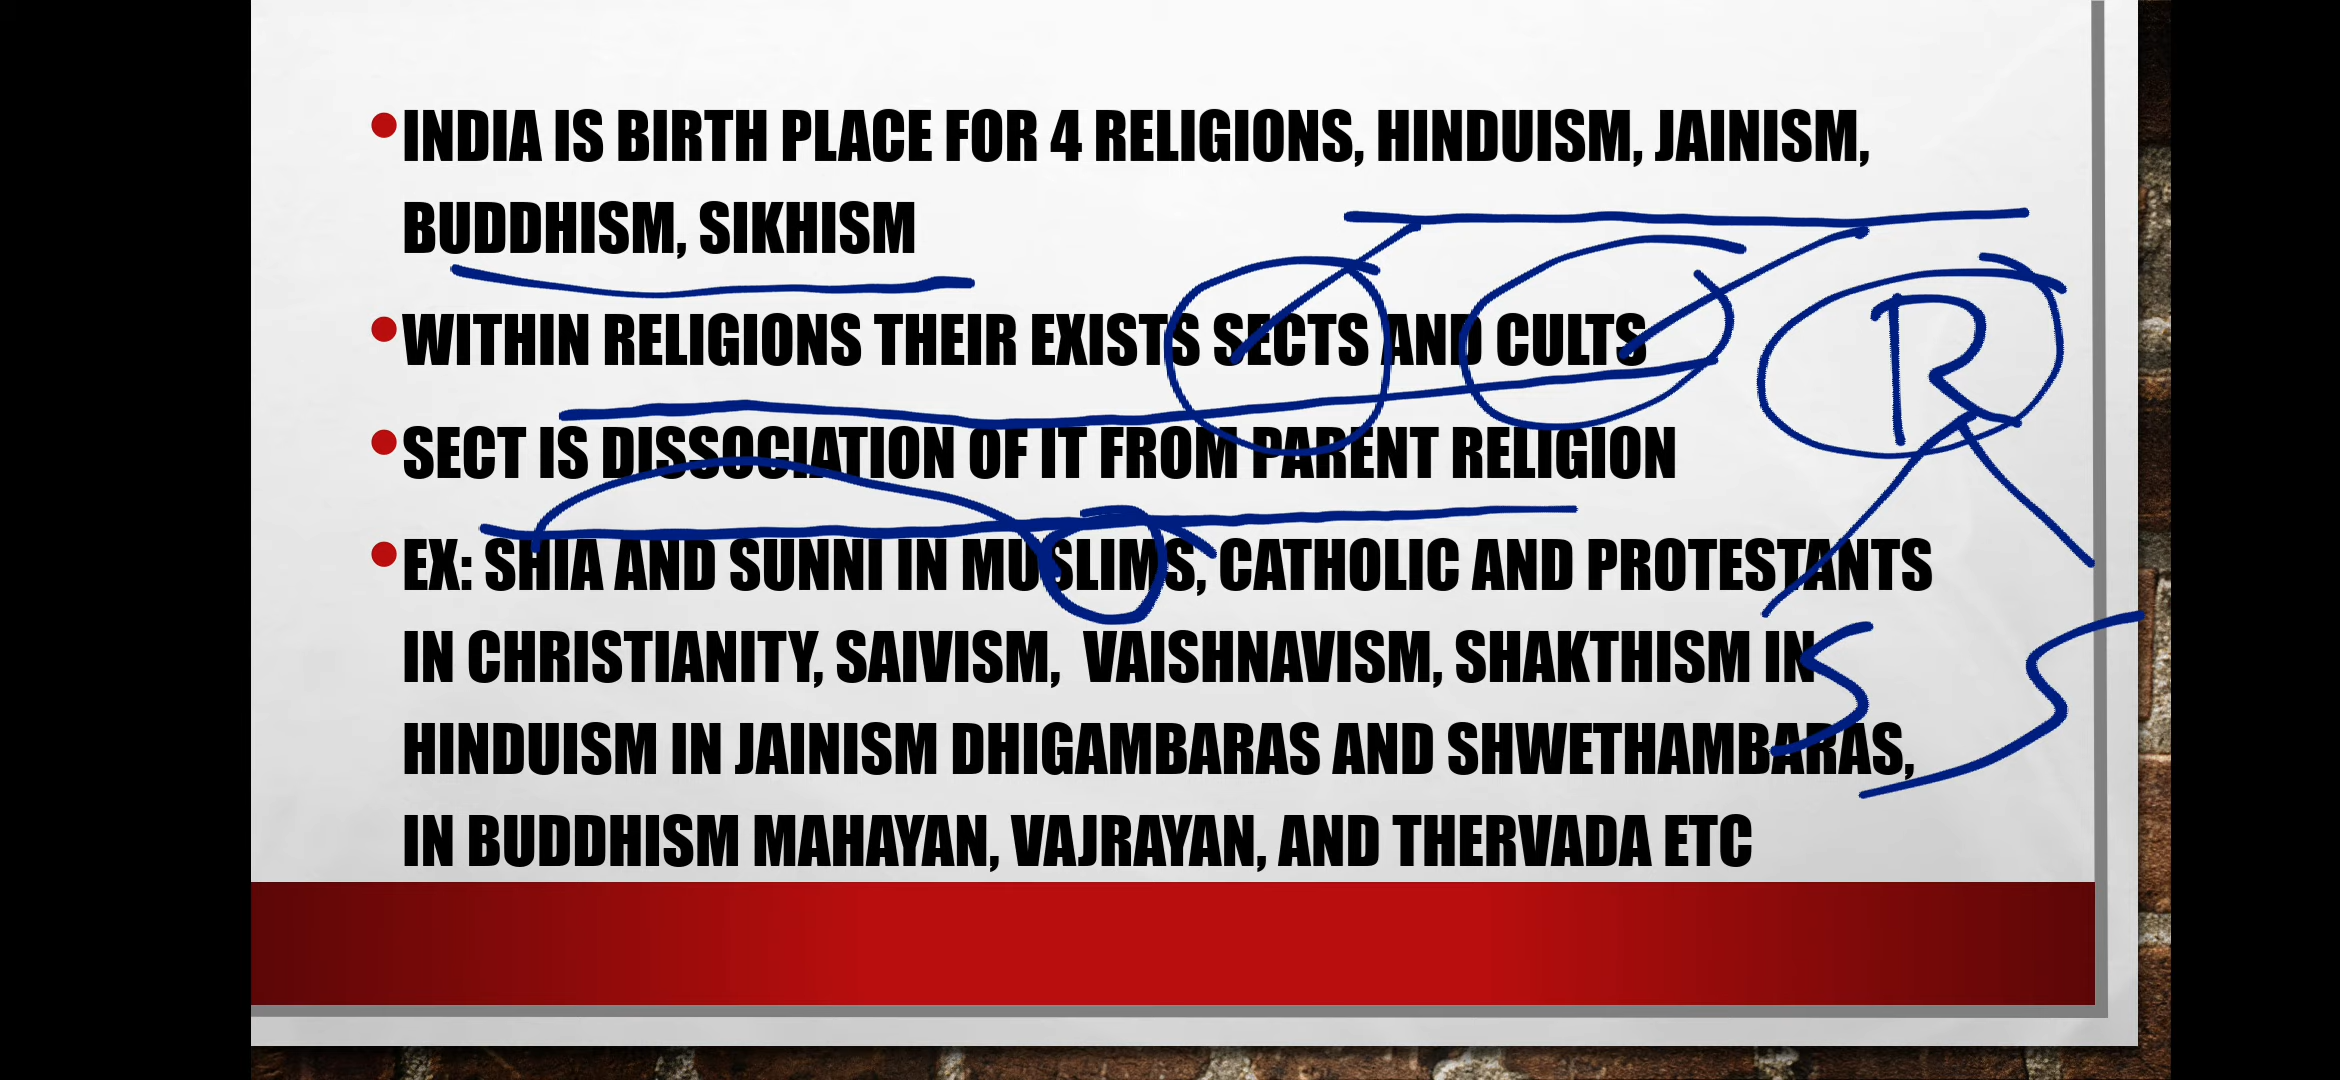 •INDIA IS BIRTH PLACE FOR 4 RELIGIONS, HINDUISM, JAINISM,
BUDDHISM, SIKHISM
•WITHIN RELIGIONS THEIR EXISTS SECTS AND CULTS
R
•SECT IS DISSOCIATION OF IT FROM PARENT RELIGION
•EX: SHIA AND SUNNI IN MUSLIMS, CATHOLIC AND PROTESTANTS
IN CHRISTIANITY, SAIVISM,  VAISHNAVISM, SHAKTHISM IN
S S
HINDUISM IN JAINISM DHIGAMBARAS AND SHWETHAMBARAS,
IN BUDDHISM MAHAYAN, VAJRAYAN, AND THERVADA ETC